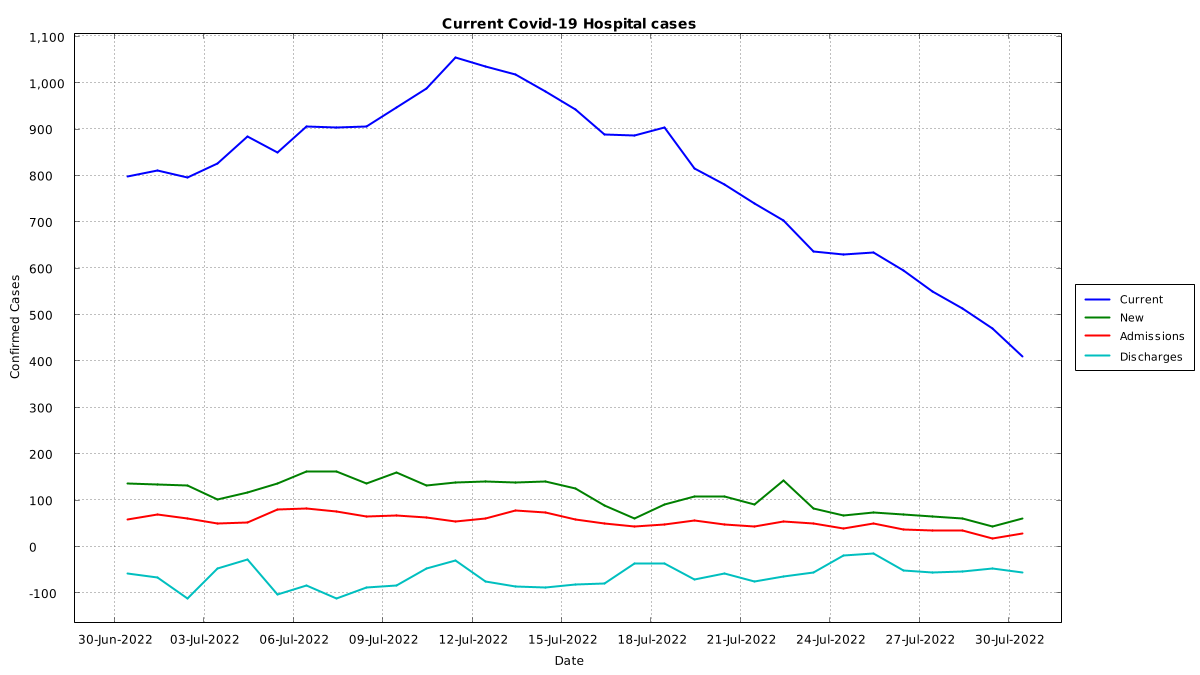 Current Covid-19 Hospital cases
1,100
1,000
900
800
700
600
500
400
300
200
100
0
-100
Confirmed Cases
30-Jun-2022 03-Jul-2022 06-Jul-2022 09-Jul-2022 12-Jul-2022 15-Jul-2022 18-Jul-2022 21-Jul-2022 24-Jul-2022 27-Jul-2022 30-Jul-2022
Date
Current
New
Admissions
Discharges